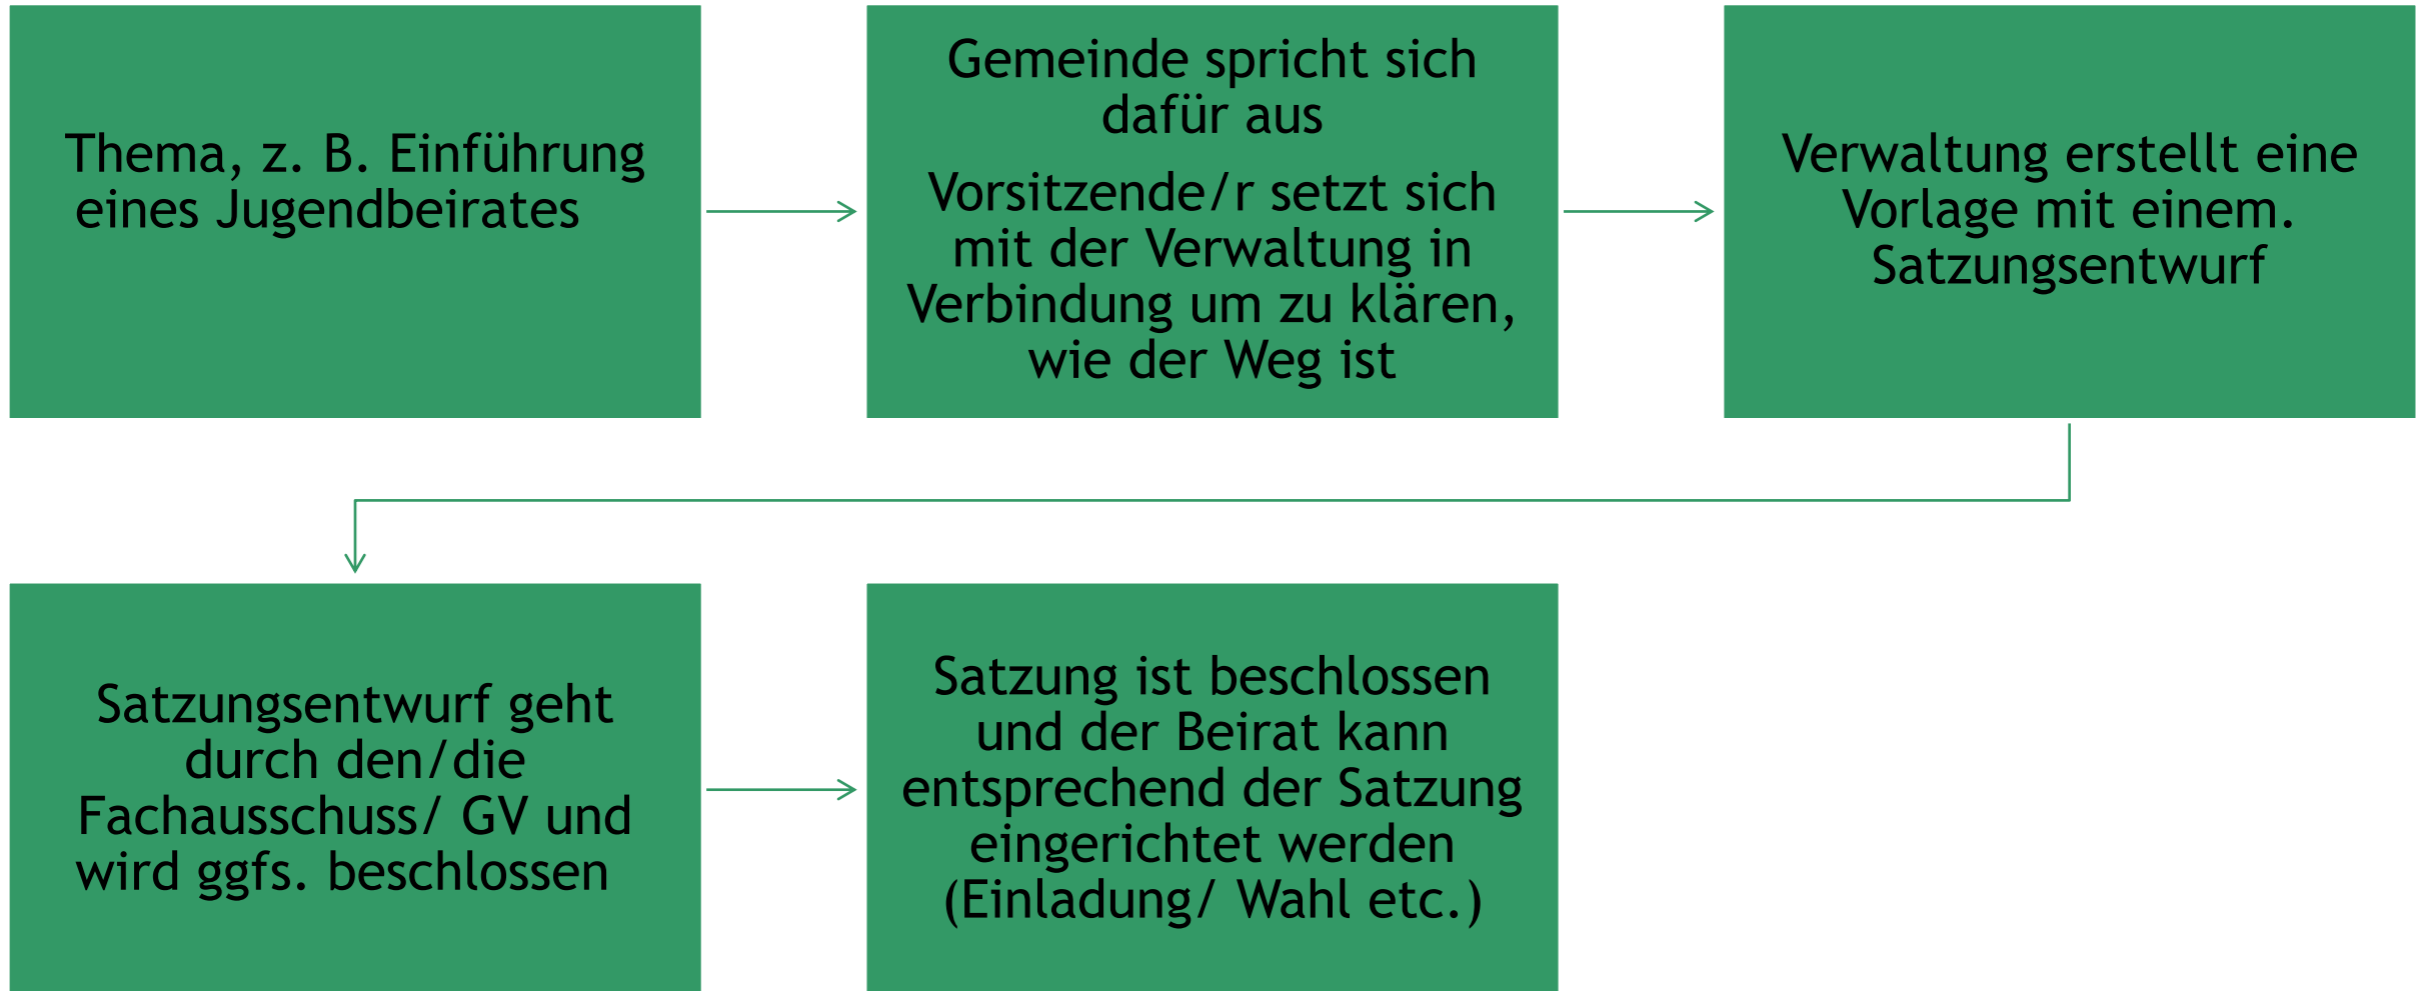 Thema, z. B. Einführung
eines Jugendbeirates
Gemeinde spricht sich
dafür aus
Vorsitzende/r setzt sich
mit der Verwaltung in
Verbindung um zu klären,
wie der Weg ist
Verwaltung erstellt eine
Vorlage mit einem.
Satzungsentwurf
Satzungsentwurf geht
durch den/die
Fachausschuss/ GV und
wird ggfs. beschlossen
Satzung ist beschlossen
und der Beirat kann
entsprechend der Satzung
eingerichtet werden
(Einladung/ Wahl etc.)